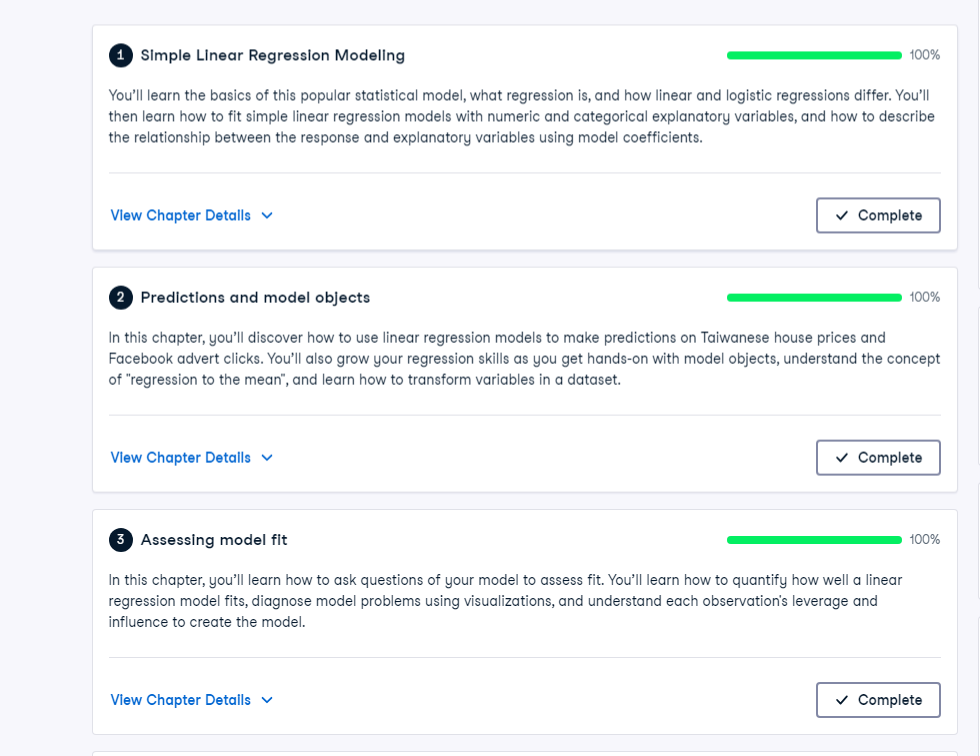 1 Simple Linear Regression Modeling 100%
You'll learn the basics of this popular statistical model, what regression is, and how linear and logistic regressions differ. You'll
then learn how to fit simple linear regression models with numeric and categorical explanatory variables, and how to describe
the relationship between the response and explanatory variables using model coefficients.
View Chapter Details Complete
2 Predictions and model objects 100%
In this chapter, you'll discover how to use linear regression models to make predictions on Taiwanese house prices and
Facebook advert clicks. You'll also grow your regression skills as you get hands-on with model objects, understand the concept
of "regression to the mean", and learn how to transform variables in a dataset.
View Chapter Details Complete
3 Assessing model fit 100%
In this chapter, you'll learn how to ask questions of your model to assess fit. You'll learn how to quantify how well a linear
regression model fits, diagnose model problems using visualizations, and understand each observation's leverage and
influence to create the model.
View Chapter Details Complete